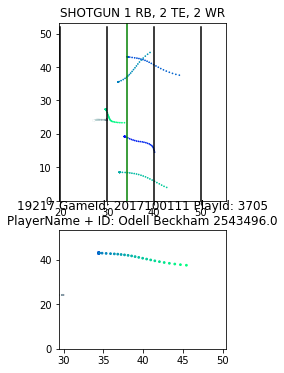 SHOTGUN 1 RB, 2 TE, 2 WR
50
40
30
20
10
0
20 30 40 50
19217 GameId: 2017100111 PlayId: 3705
PlayerName + ID: Odell Beckham 2543496.0
40
20
0
30 35 40 45 50